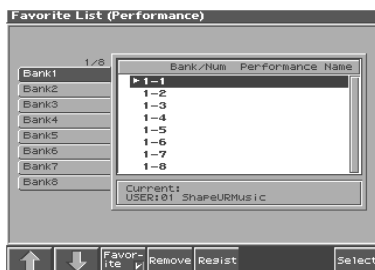 Favorite List (Performance)
1/8
Bank/Num Performance Name
Bank1
Bank2
Bank3
Bank4
Bank5
Bank6
Bank7
Bank8
1-1
1-2
1-3
1-4
1-5
1-6
1-7
1-8
Current:
USER:01 ShapeURMusic
Favor-
ite
Remove
Regist
Select